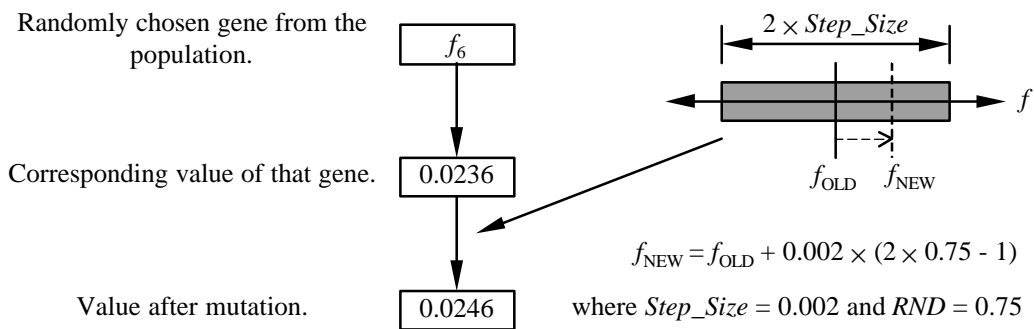 Randomly chosen gene from the
population.
f6
2 × Step_Size
f
Corresponding value of that gene.
0.0236
fOLD
fNEW
fNEW = fOLD + 0.002 × (2 × 0.75 - 1)
Value after mutation.
0.0246
where Step_Size = 0.002 and RND = 0.75